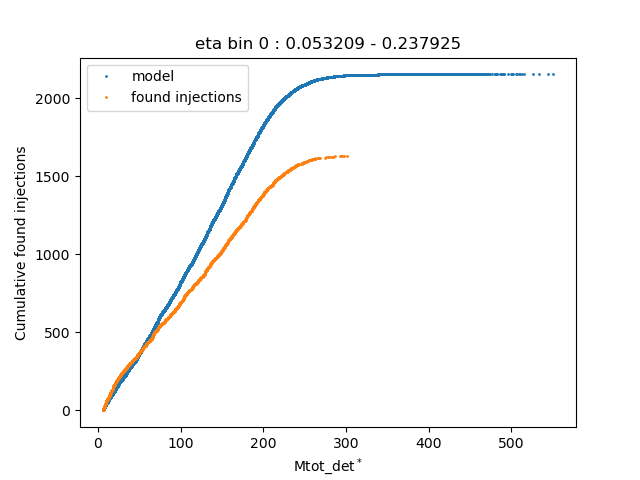 eta bin 0 : 0.053209 - 0.237925
model
found injections
2000
1500
1000
500
0
Cumulative found injections
0 100 200 300 400 500
Mtot_det*